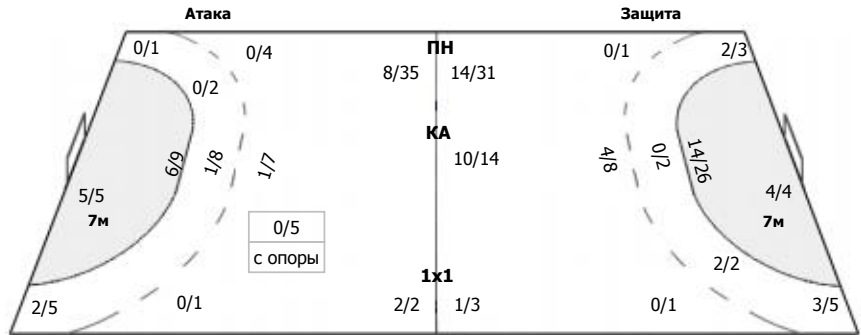 Атака Защита
0/1 0/4 ПН 0/1 2/3
8/35 14/31
0/2
КА
6/9 1/8 1/7 10/14 4/8 0/2 14/26
5/5 4/4
7м 7м
0/5
с опоры
2/2
1x1
2/5 0/1 2/2 1/3 0/1 3/5